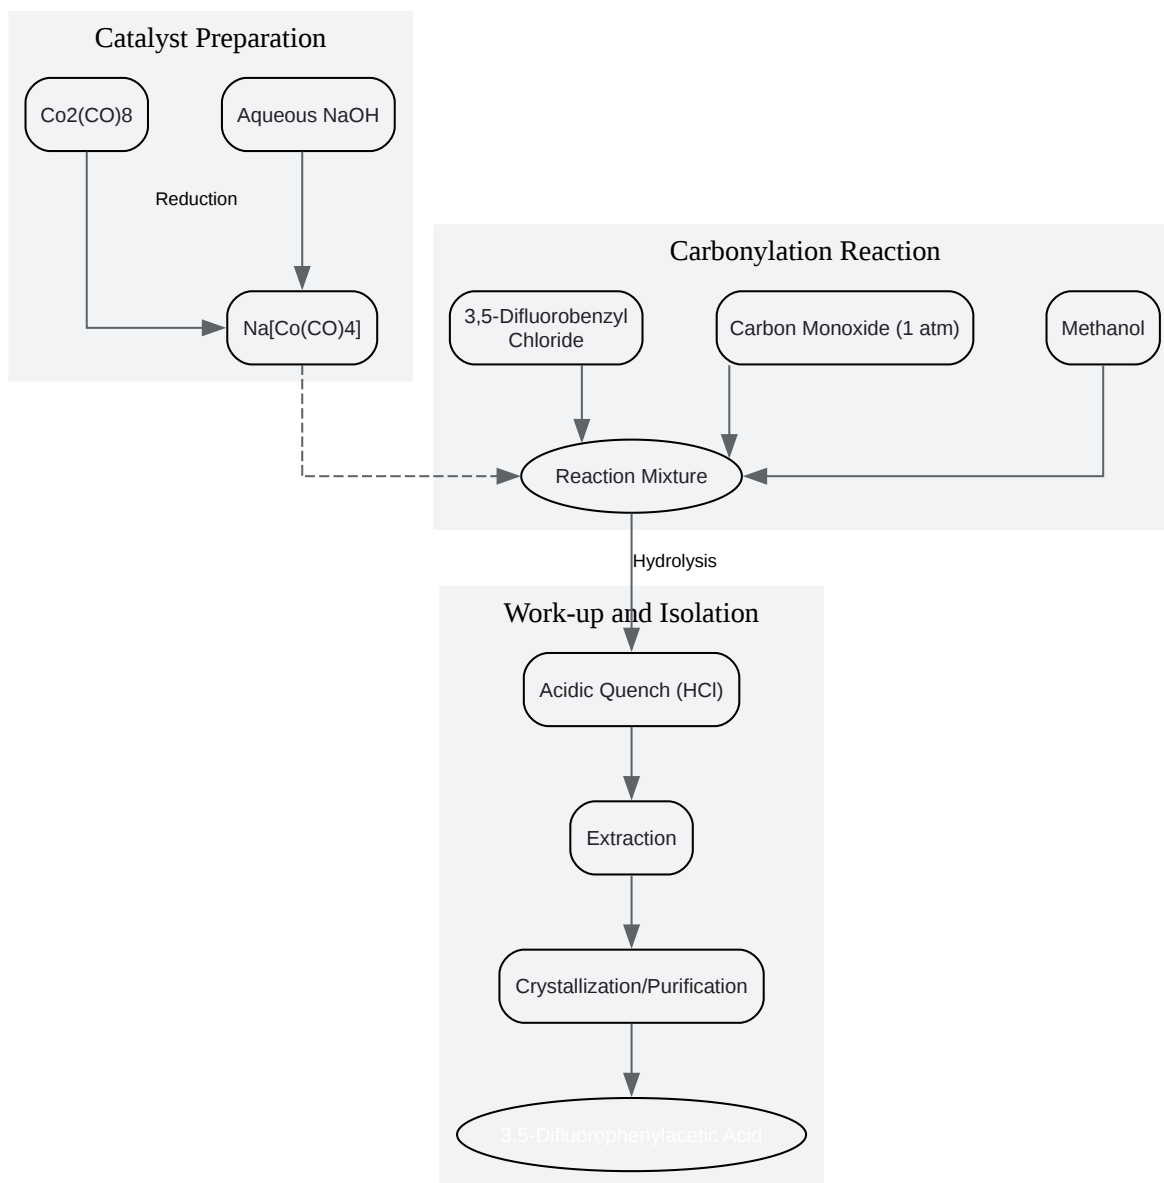 Catalyst Preparation
Co2(CO)8
Aqueous NaOH
Reduction
Na[Co(CO)4]
Carbonylation Reaction
3,5-Difluorobenzyl
Chloride
Carbon Monoxide (1 atm)
Methanol
Reaction Mixture
Hydrolysis
Work-up and Isolation
Acidic Quench (HCl)
Extraction
Crystallization/Purification
3,5-Difluorophenylacetic Acid